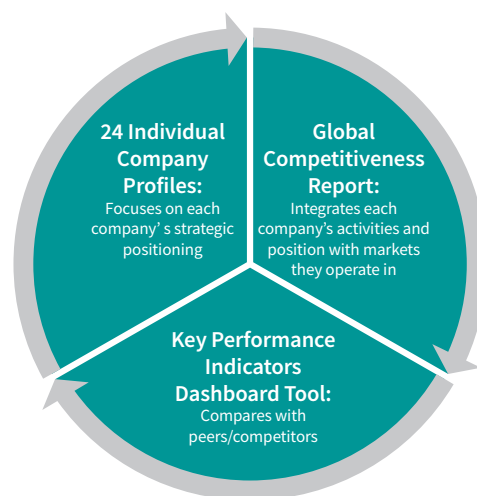 24 Individual
Company
Profiles:
Focuses on each
company’ s strategic
positioning
Global
Competitiveness
Report:
Integrates each
company’s activities and
position with markets
they operate in
Key Performance
Indicators
Dashboard Tool:
Compares with
peers/competitors